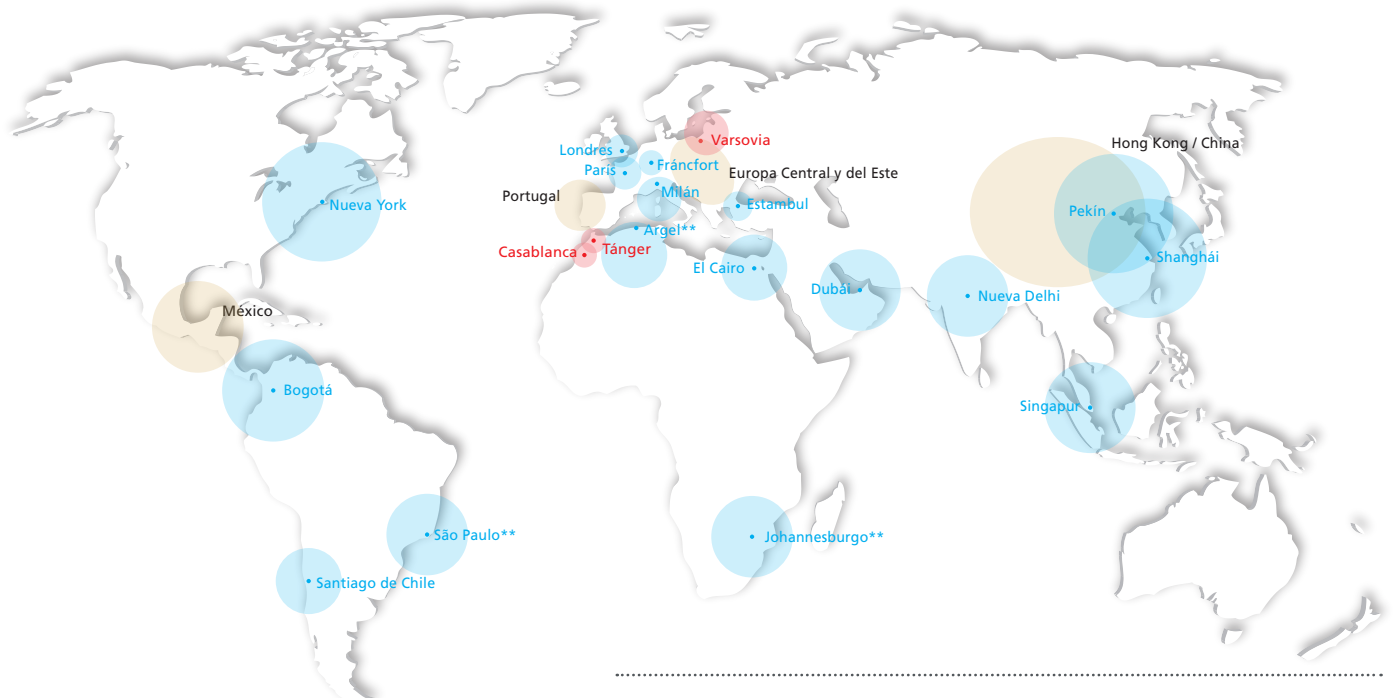 Varsovia
Hong Kong / China
Londres
Fráncfort
París
Europa Central y del Este
Milán
Portugal
Estambul
Nueva York
Pekín
Argel**
Tánger
Casablanca
Shanghái
El Cairo
Dubái
Nueva Delhi
México
Bogotá
Singapur
São Paulo**
Johannesburgo**
Santiago de Chile